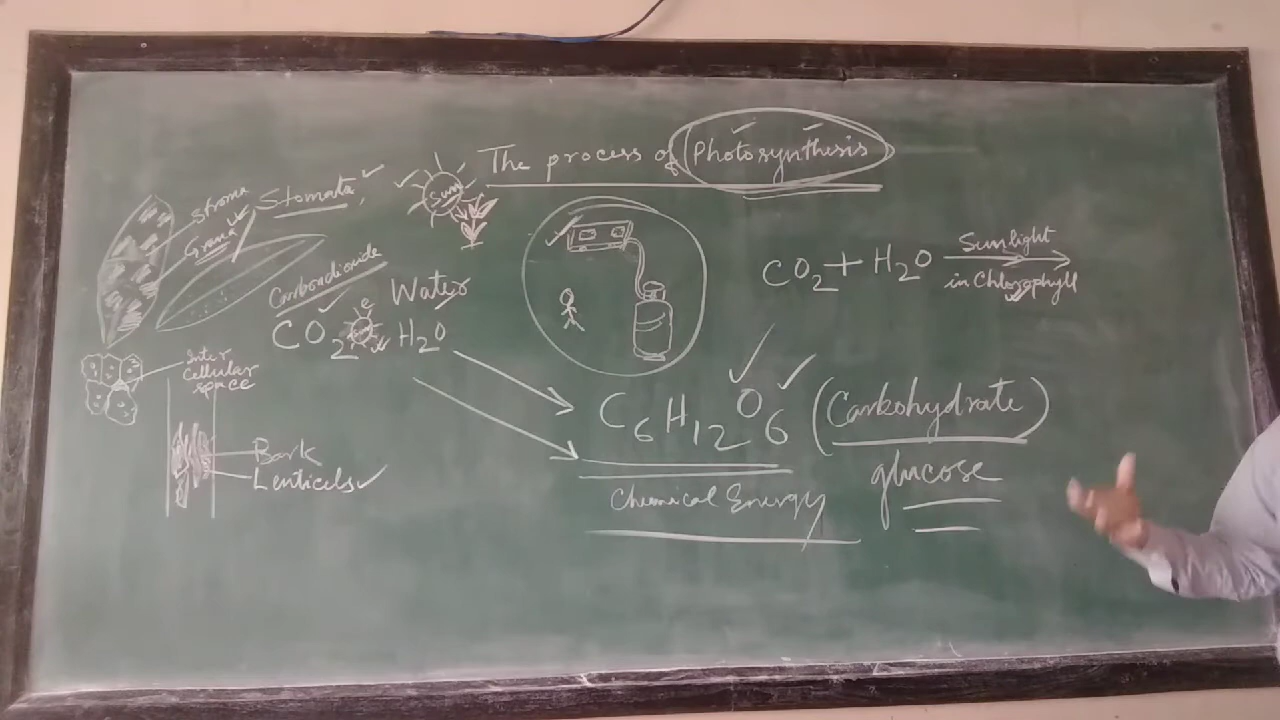 The process of Photosynthesis
Sun
Stroma
Stomata
Grana
Carbondioxide
Water
CO2
H2O
CO2 + H2O
Sunlight
in Chlorophyll
Inter
Cellular
space
C6H12O6 (Carbohydrate)
glucose
Chemical Energy
Bark
Lenticels